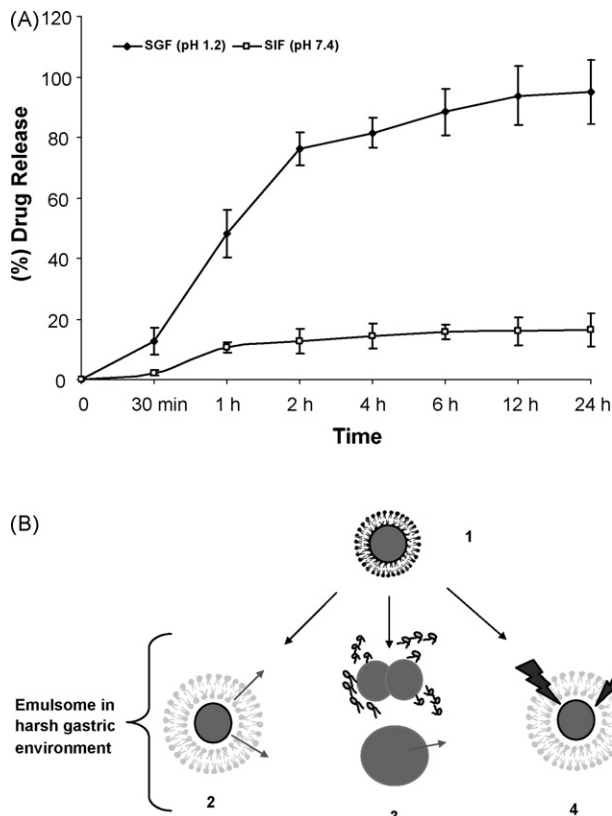 (A)
SGF (pH 1.2) SIF (pH 7.4)
120
100
80
60
40
20
0
(%) Drug Release
0 30 min 1 h 2 h 4 h 6 h 12 h 24 h
Time
(B)
1
Emulsome in
harsh gastric
environment
2
4